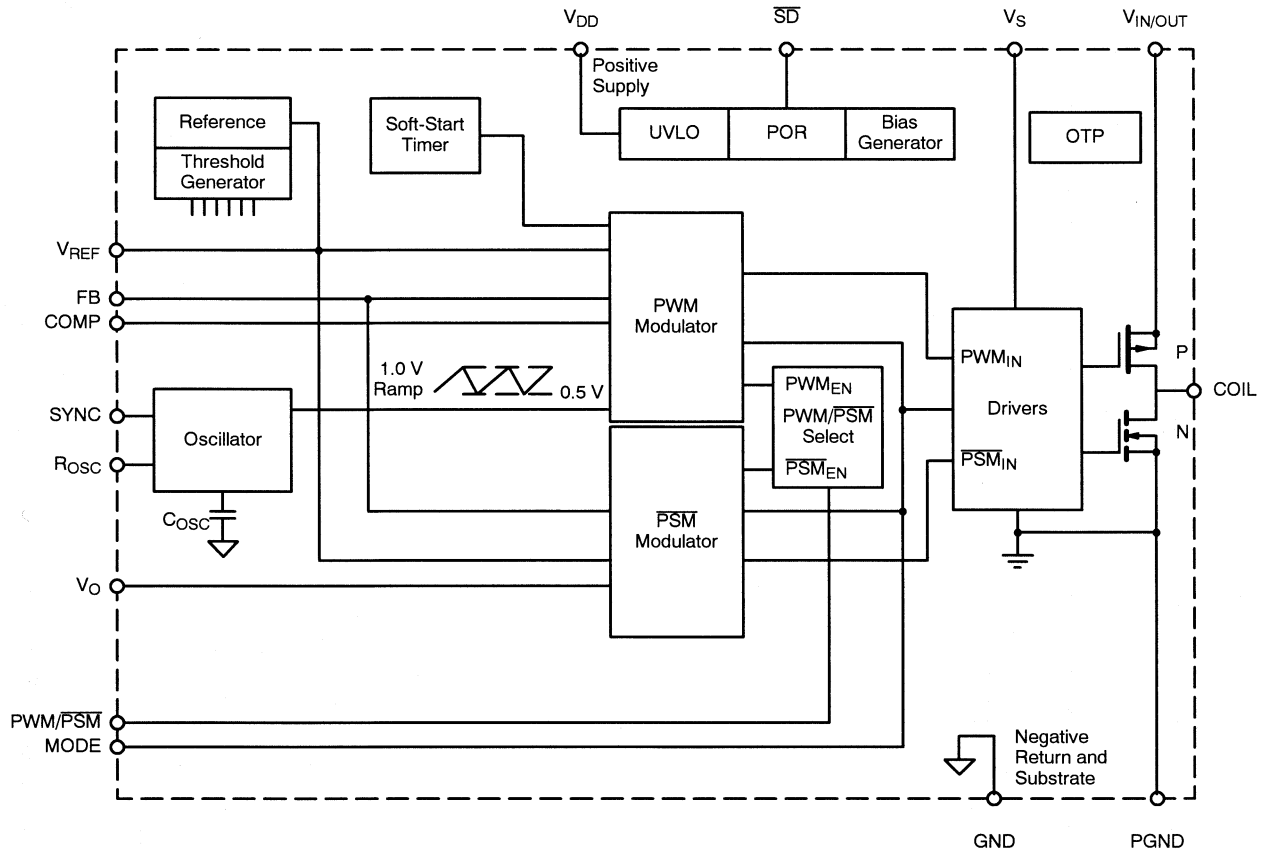 VDD
SD
VS
VIN/OUT
Positive
Supply
Reference
Threshold
Generator
Soft-Start
Timer
UVLO
POR
Bias
Generator
OTP
VREF
FB
COMP
PWM
Modulator
1.0 V
Ramp
0.5 V
PWMEN
PWM/PSM
Select
PSMEN
PWMIN
Drivers
PSMIN
P
N
COIL
SYNC
ROSC
Oscillator
COSC
PSM
Modulator
VO
PWM/PSM
MODE
Negative
Return and
Substrate
GND
PGND